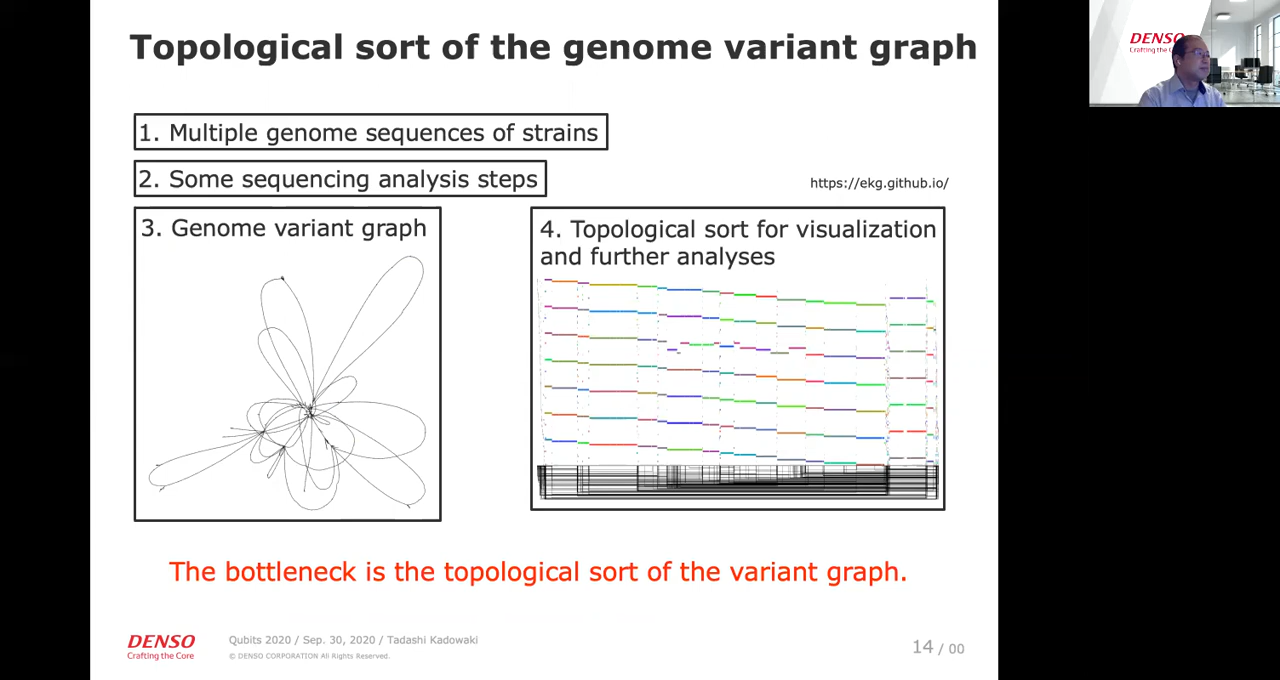 Topological sort of the genome variant graph
DENSO
Crafting the Co
1. Multiple genome sequences of strains
2. Some sequencing analysis steps
https://ekg.github.io/
3. Genome variant graph
4. Topological sort for visualization
and further analyses
The bottleneck is the topological sort of the variant graph.
DENSO
Crafting the Core
Qubits 2020 / Sep. 30, 2020 / Tadashi Kadowaki
© DENSO CORPORATION All Rights Reserved.
14 / 00